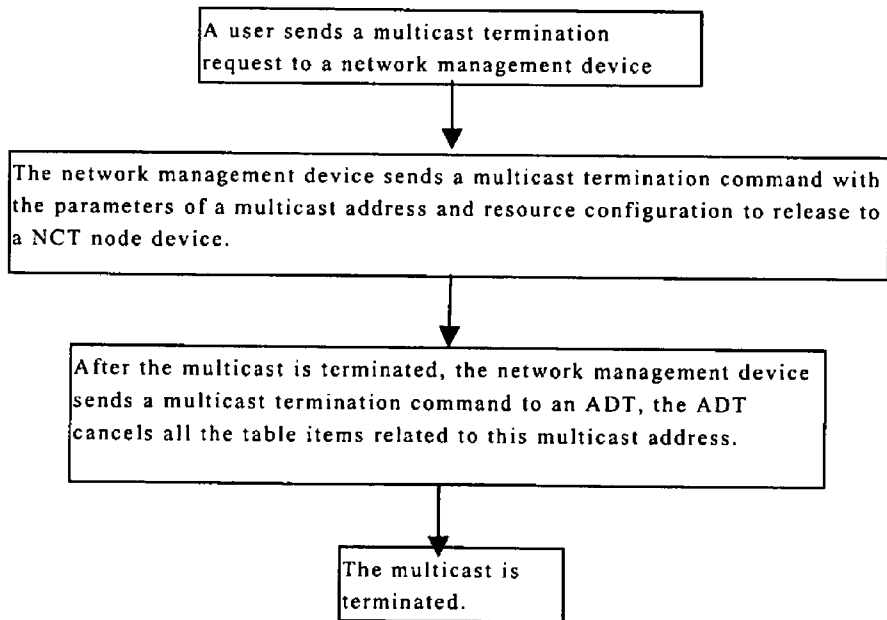 A user sends a multicast termination
request to a network management device
The network management device sends a multicast termination command with
the parameters of a multicast address and resource configuration to release to
a NCT node device.
After the multicast is terminated, the network management device
sends a multicast termination command to an ADT, the ADT
cancels all the table items related to this multicast address.
The multicast is
terminated.